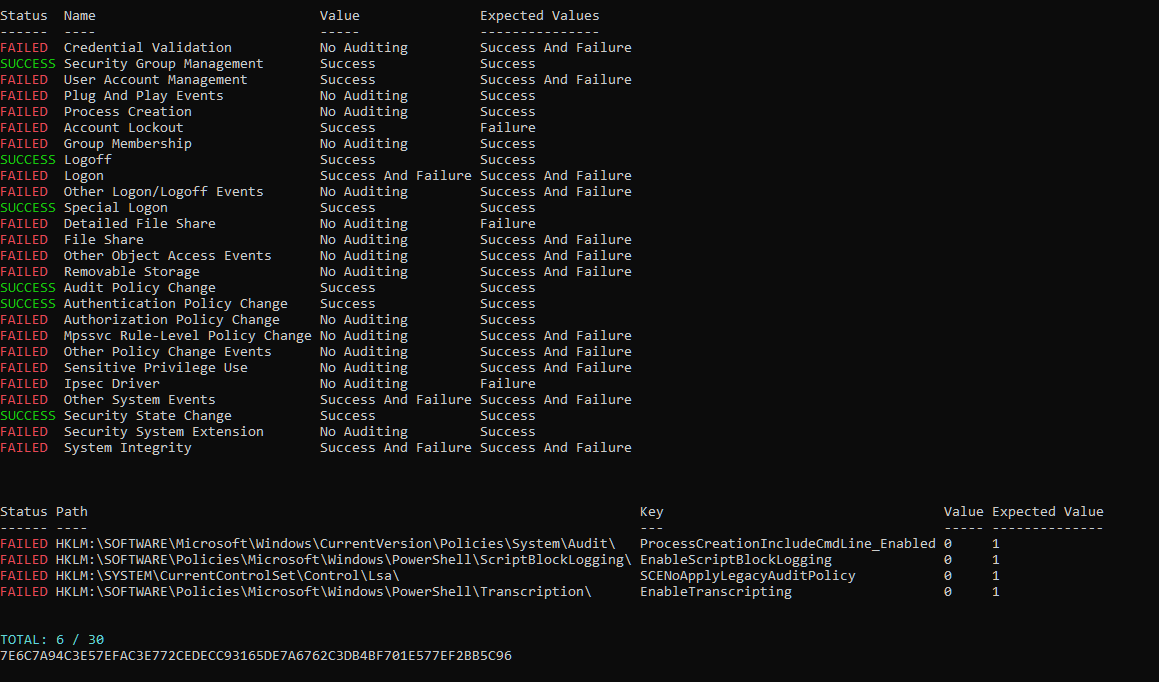 Status  Name                            Value               Expected Values
------  ----                            -----               ---------------
FAILED  Credential Validation           No Auditing         Success And Failure
SUCCESS Security Group Management       Success             Success
FAILED  User Account Management         Success             Success And Failure
FAILED  Plug And Play Events            No Auditing         Success
FAILED  Process Creation                No Auditing         Success
FAILED  Account Lockout                 Success             Failure
FAILED  Group Membership                No Auditing         Success
SUCCESS Logoff                          Success             Success
FAILED  Logon                           Success And Failure Success And Failure
FAILED  Other Logon/Logoff Events       No Auditing         Success And Failure
SUCCESS Special Logon                   Success             Success
FAILED  Detailed File Share             No Auditing         Failure
FAILED  File Share                      No Auditing         Success And Failure
FAILED  Other Object Access Events      No Auditing         Success And Failure
FAILED  Removable Storage               No Auditing         Success And Failure
SUCCESS Audit Policy Change             Success             Success
SUCCESS Authentication Policy Change    Success             Success
FAILED  Authorization Policy Change     No Auditing         Success
FAILED  Mpssvc Rule-Level Policy Change No Auditing         Success And Failure
FAILED  Other Policy Change Events      No Auditing         Success And Failure
FAILED  Sensitive Privilege Use         No Auditing         Success And Failure
FAILED  Ipsec Driver                    No Auditing         Failure
FAILED  Other System Events             Success And Failure Success And Failure
SUCCESS Security State Change           Success             Success
FAILED  Security System Extension       No Auditing         Success
FAILED  System Integrity                Success And Failure Success And Failure
Status Path                                                                     Key                                   Value Expected Value
------ ----                                                                     ---                                   ----- --------------
FAILED HKLM:\SOFTWARE\Microsoft\Windows\CurrentVersion\Policies\System\Audit\   ProcessCreationIncludeCmdLine_Enabled 0     1
FAILED HKLM:\SOFTWARE\Policies\Microsoft\Windows\PowerShell\ScriptBlockLogging\ EnableScriptBlockLogging              0     1
FAILED HKLM:\SYSTEM\CurrentControlSet\Control\Lsa\                              SCENoApplyLegacyAuditPolicy           0     1
FAILED HKLM:\SOFTWARE\Policies\Microsoft\Windows\PowerShell\Transcription\      EnableTranscripting                   0     1
TOTAL: 6 / 30
7E6C7A94C3E57EFAC3E772CEDECC93165DE7A6762C3DB4BF701E577EF2BB5C96